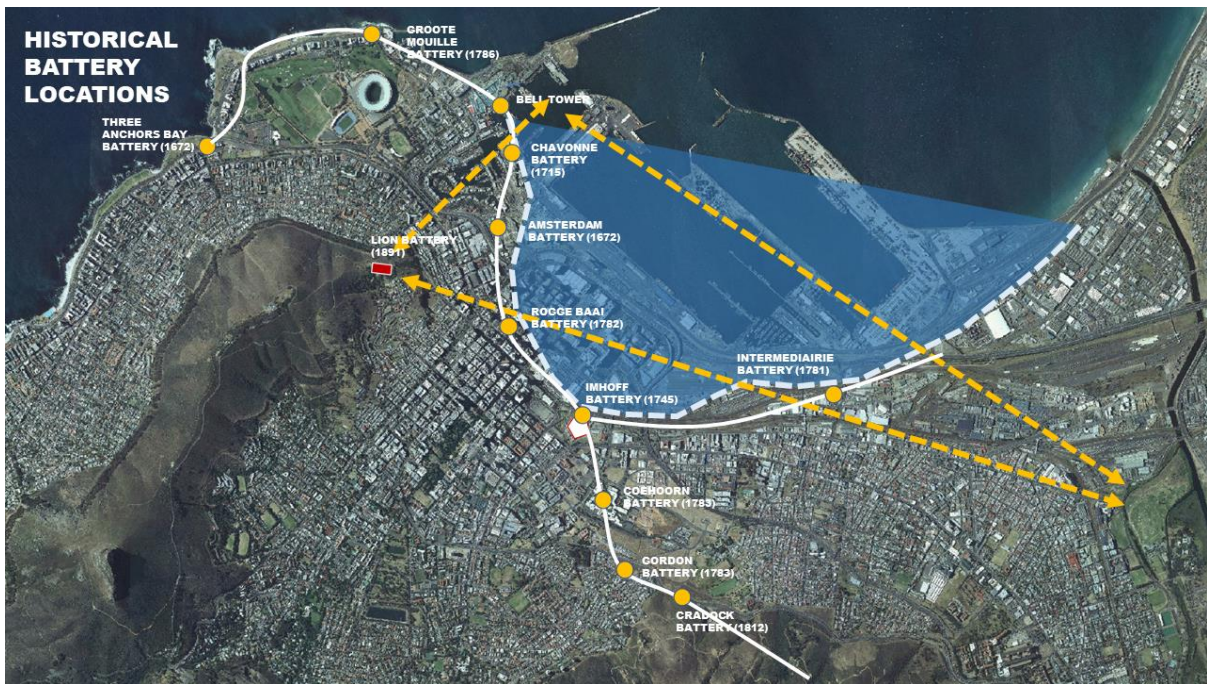 HISTORICAL
BATTERY
LOCATIONS
GROOTE
MOUILLE
BATTERY (1786)
THREE
ANCHORS BAY
BATTERY (1672)
BELL TOWER
CHAVONNE
BATTERY
(1715)
AMSTERDAM
BATTERY (1672)
LION BATTERY
(1891)
ROGGE BAAI
BATTERY (1782)
INTERMEDIAIRIE
BATTERY (1781)
IMHOFF
BATTERY (1745)
COEHOORN
BATTERY (1783)
GORDON
BATTERY (1783)
CRADOCK
BATTERY (1812)